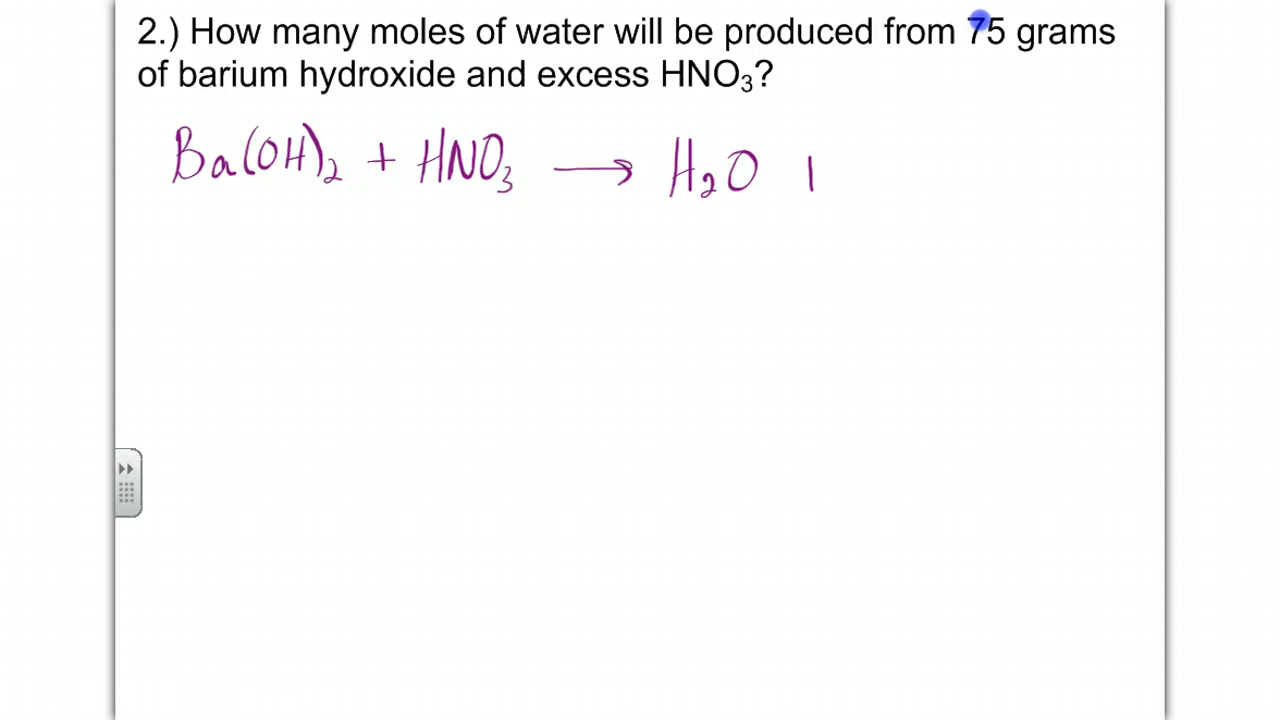 2.) How many moles of water will be produced from 75 grams
of barium hydroxide and excess HNO₃?
Ba(OH)₂ + HNO₃ → H₂O